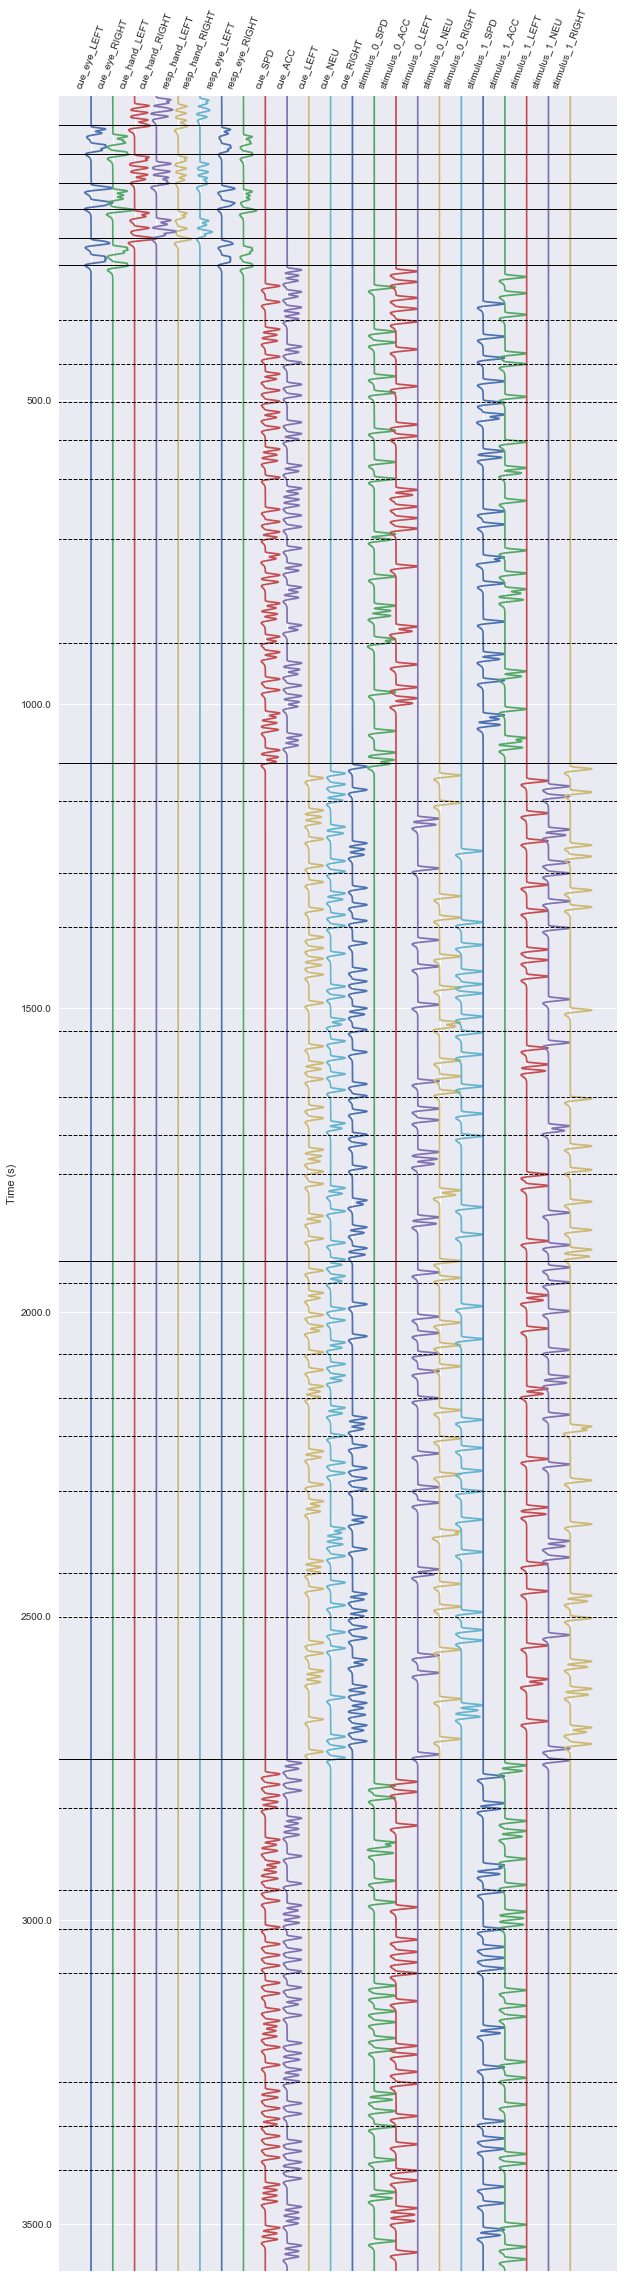 cue_eye_LEFT
cue_eye_RIGHT
cue_hand_LEFT
cue_hand_RIGHT
resp_hand_LEFT
resp_hand_RIGHT
resp_eye_LEFT
resp_eye_RIGHT
cue_SPD
cue_ACC
cue_LEFT
cue_NEU
cue_RIGHT
stimulus_0_SPD
stimulus_0_ACC
stimulus_0_LEFT
stimulus_0_NEU
stimulus_0_RIGHT
stimulus_1_SPD
stimulus_1_ACC
stimulus_1_LEFT
stimulus_1_NEU
stimulus_1_RIGHT
500.0
1000.0
1500.0
Time (s)
2000.0
2500.0
3000.0
3500.0